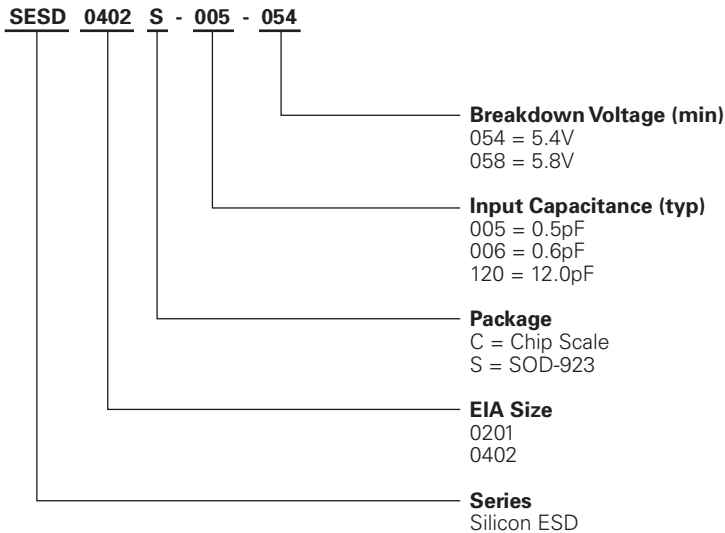 SESD 0402 S - 005 - 054
Breakdown Voltage (min)
054 = 5.4V
058 = 5.8V
Input Capacitance (typ)
005 = 0.5pF
006 = 0.6pF
120 = 12.0pF
Package
C = Chip Scale
S = SOD-923
EIA Size
0201
0402
Series
Silicon ESD